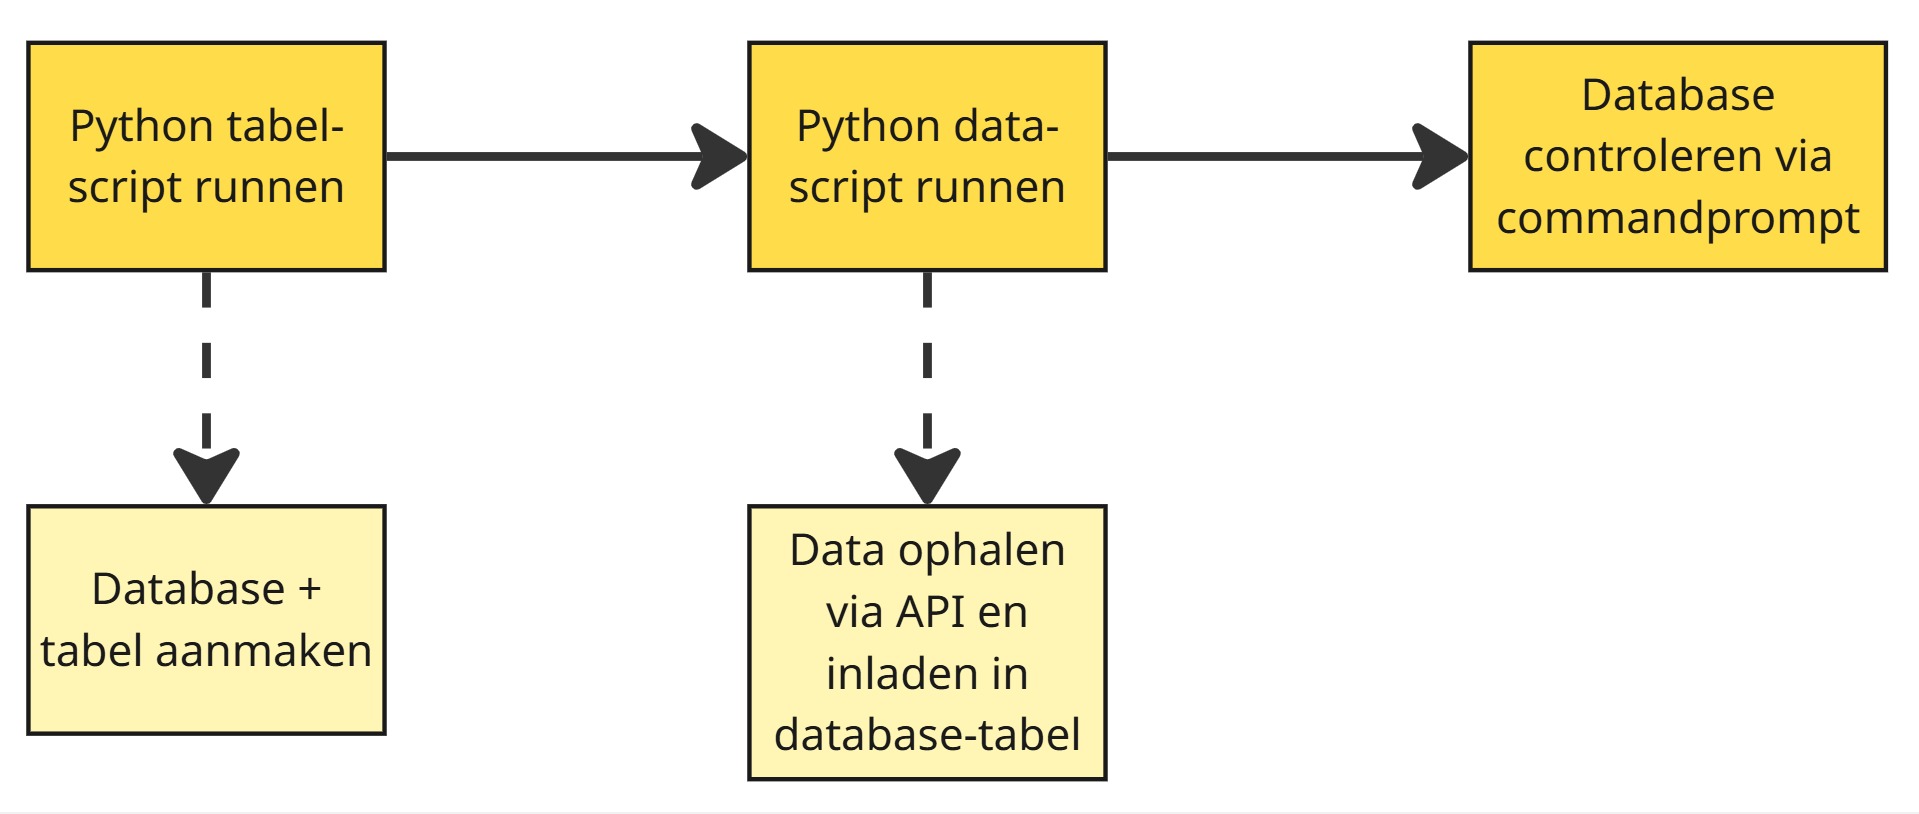 Python tabel-
script runnen
Python data-
script runnen
Database
controleren via
commandprompt
Database +
tabel aanmaken
Data ophalen
via API en
inladen in
database-tabel